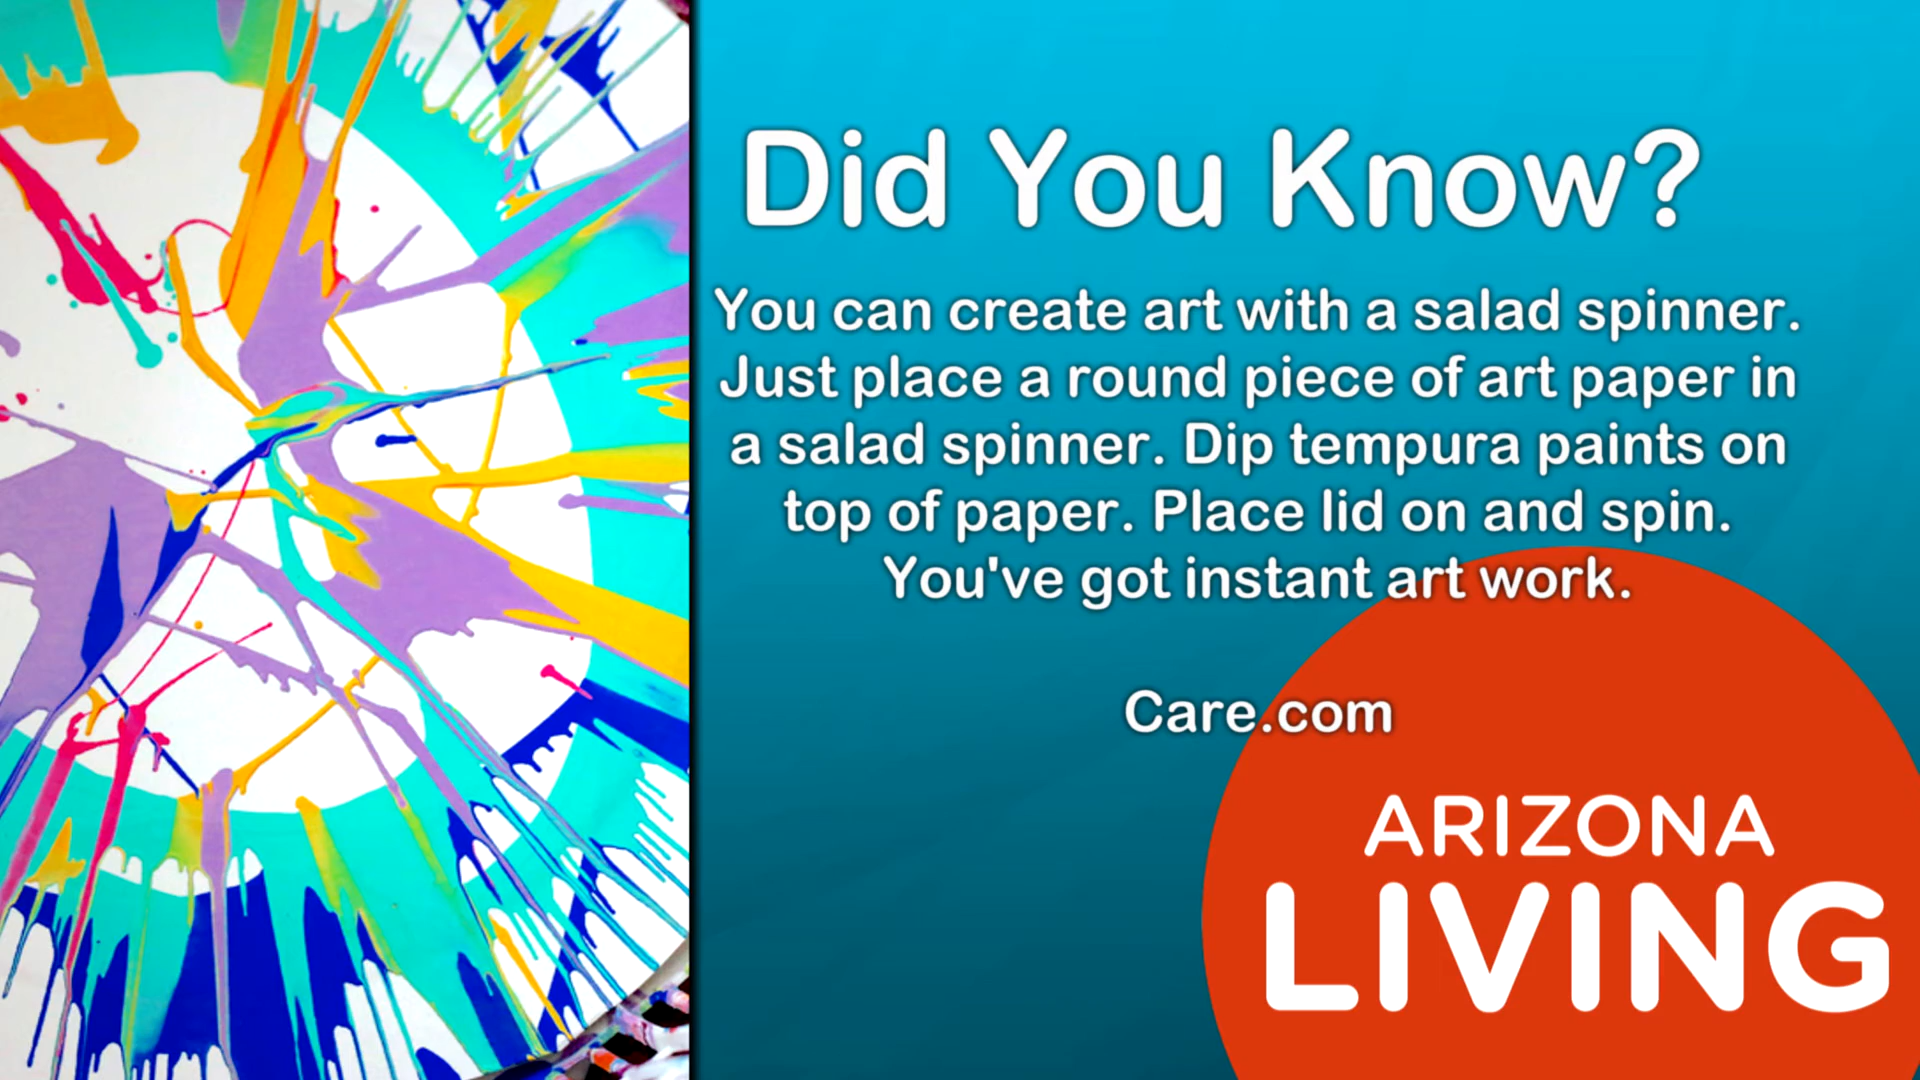 Did You Know?
You can create art with a salad spinner.
Just place a round piece of art paper in
a salad spinner. Dip tempura paints on
top of paper. Place lid on and spin.
You've got instant art work.
Care.com
ARIZONA
LIVING